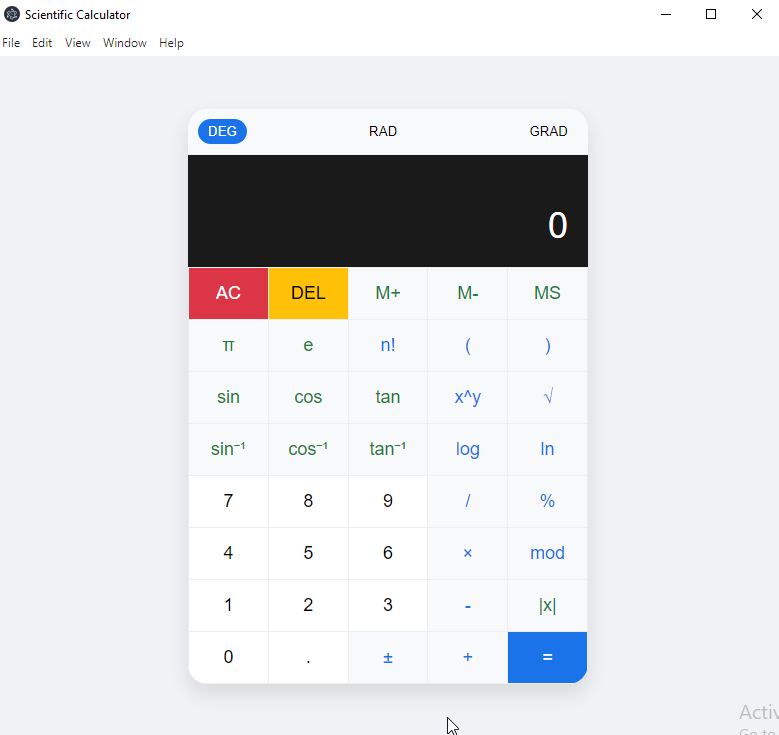 Scientific Calculator
File Edit View Window Help
DEG RAD GRAD
0
AC DEL M+ M- MS
π e n! ( )
sin cos tan x^y √
sin⁻¹ cos⁻¹ tan⁻¹ log ln
7 8 9 / %
4 5 6 × mod
1 2 3 - |x|
0 . ± + =
Activ
Go to